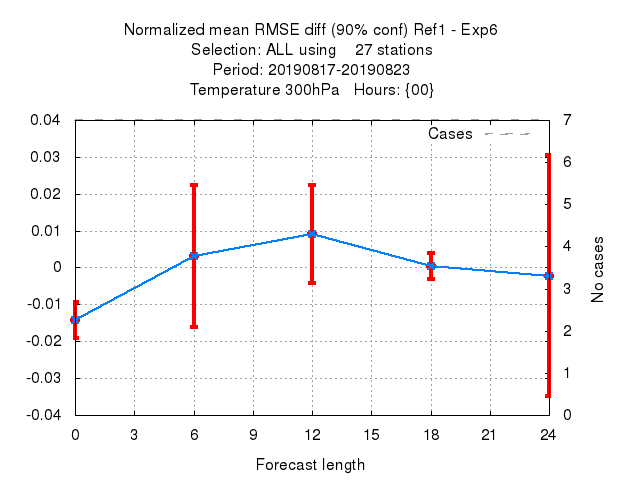 Normalized mean RMSE diff (90% conf) Ref1 - Exp6
Selection: ALL using    27 stations
Period: 20190817-20190823
Temperature 300hPa   Hours: {00}
Cases
0.04
0.03
0.02
0.01
0
-0.01
-0.02
-0.03
-0.04
7
6
5
4
3
2
1
0
No cases
0 3 6 9 12 15 18 21 24
Forecast length